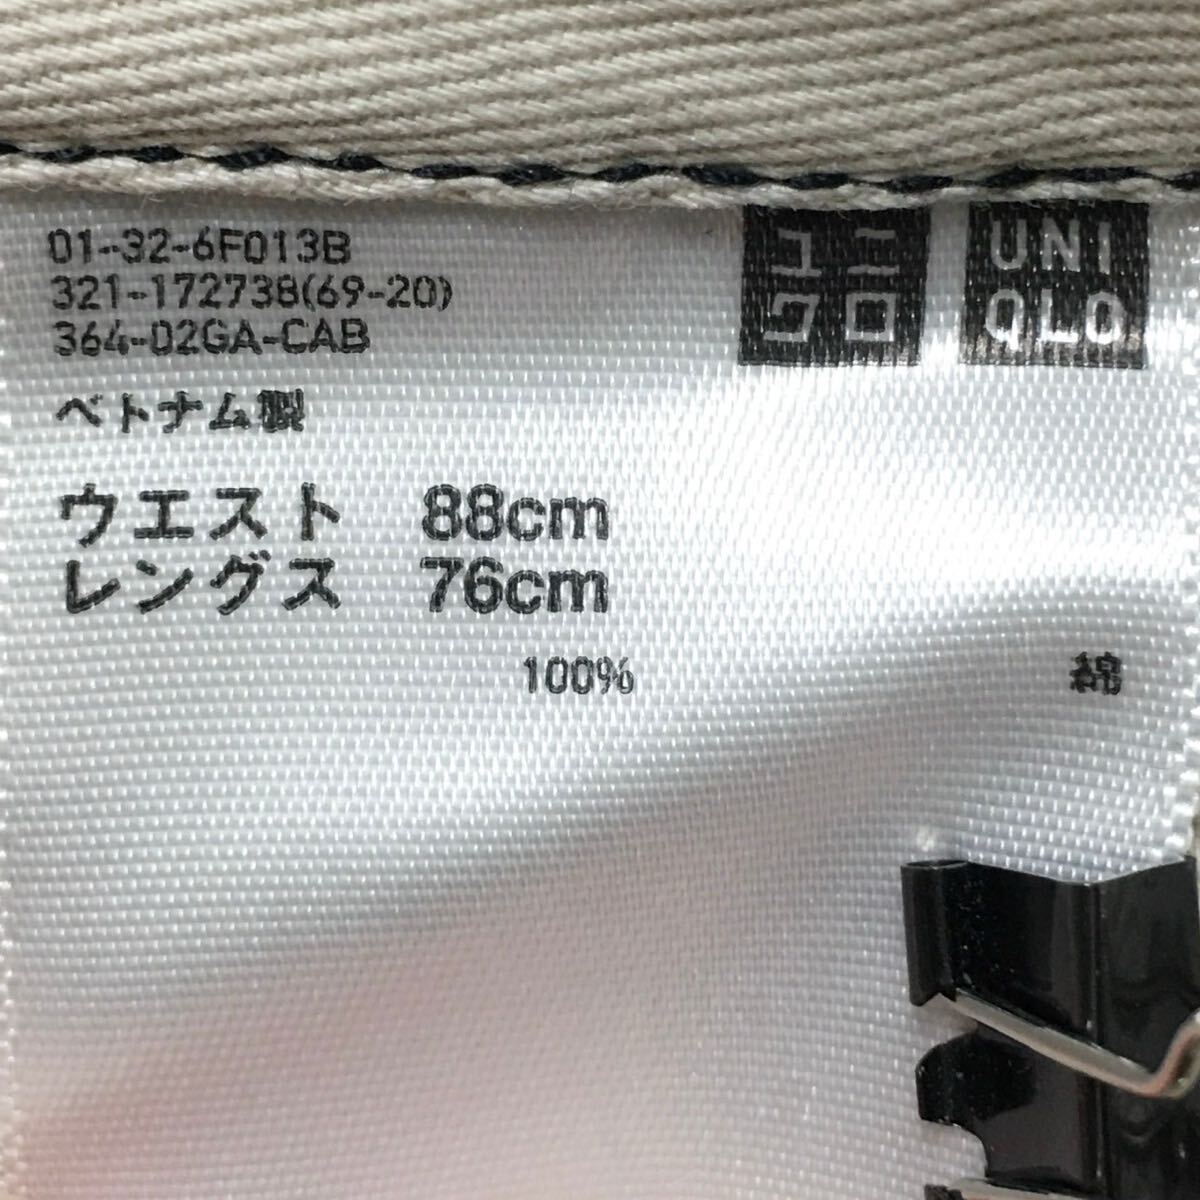 01-32-6F013B
321-172738(69-20)
364-02GA-CAB
ユニ
クロ
UNI
QLO
ベトナム製
ウエスト 88cm
レングス 76cm
100% 綿